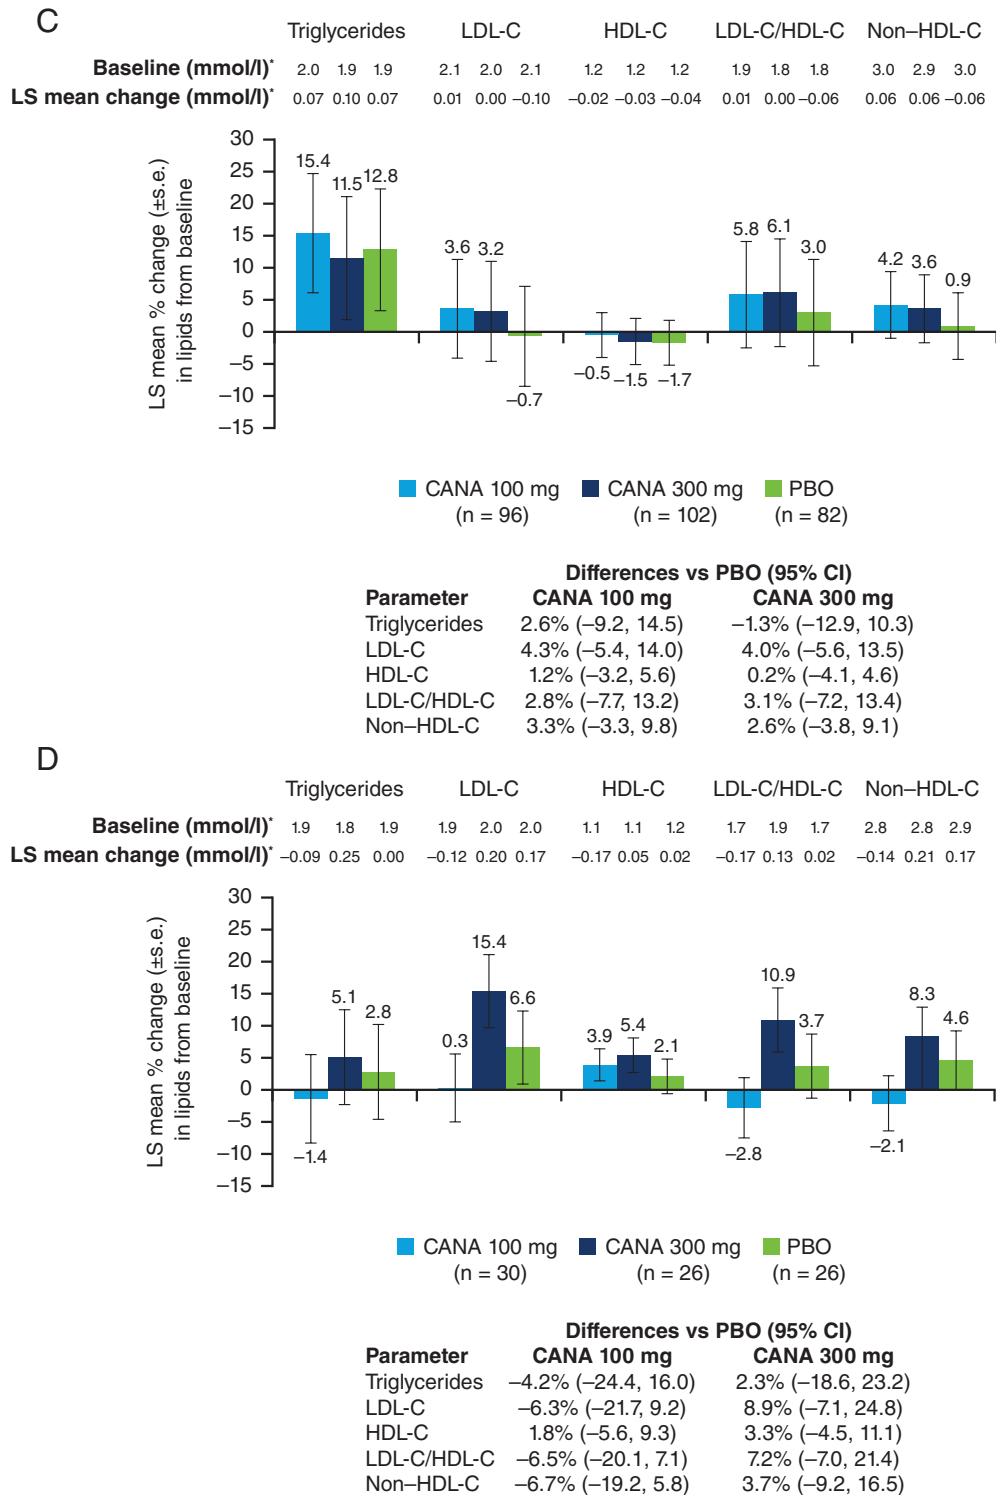 C
Triglycerides LDL-C HDL-C LDL-C/HDL-C Non–HDL-C
Baseline (mmol/l)* 2.0 1.9 1.9 2.1 2.0 2.1 1.2 1.2 1.2 1.9 1.8 1.8 3.0 2.9 3.0
LS mean change (mmol/l)* 0.07 0.10 0.07 0.01 0.00 –0.10 –0.02 –0.03 –0.04 0.01 0.00 –0.06 0.06 0.06 –0.06
LS mean % change (±s.e.)
in lipids from baseline
30
25
20
15
10
5
0
–5
–10
–15
15.4 11.5 12.8 3.6 3.2 –0.7 –0.5 –1.5 –1.7 5.8 6.1 3.0 4.2 3.6 0.9
CANA 100 mg CANA 300 mg PBO
(n = 96) (n = 102) (n = 82)
Differences vs PBO (95% CI)
Parameter CANA 100 mg CANA 300 mg
Triglycerides 2.6% (–9.2, 14.5) –1.3% (–12.9, 10.3)
LDL-C 4.3% (–5.4, 14.0) 4.0% (–5.6, 13.5)
HDL-C 1.2% (–3.2, 5.6) 0.2% (–4.1, 4.6)
LDL-C/HDL-C 2.8% (–7.7, 13.2) 3.1% (–7.2, 13.4)
Non–HDL-C 3.3% (–3.3, 9.8) 2.6% (–3.8, 9.1)
D
Triglycerides LDL-C HDL-C LDL-C/HDL-C Non–HDL-C
Baseline (mmol/l)* 1.9 1.8 1.9 1.9 2.0 2.0 1.1 1.1 1.2 1.7 1.9 1.7 2.8 2.8 2.9
LS mean change (mmol/l)* –0.09 0.25 0.00 –0.12 0.20 0.17 –0.17 0.05 0.02 –0.17 0.13 0.02 –0.14 0.21 0.17
LS mean % change (±s.e.)
in lipids from baseline
30
25
20
15
10
5
0
–5
–10
–15
–1.4 5.1 2.8 0.3 15.4 6.6 3.9 5.4 2.1 –2.8 10.9 3.7 –2.1 8.3 4.6
CANA 100 mg CANA 300 mg PBO
(n = 30) (n = 26) (n = 26)
Differences vs PBO (95% CI)
Parameter CANA 100 mg CANA 300 mg
Triglycerides –4.2% (–24.4, 16.0) 2.3% (–18.6, 23.2)
LDL-C –6.3% (–21.7, 9.2) 8.9% (–7.1, 24.8)
HDL-C 1.8% (–5.6, 9.3) 3.3% (–4.5, 11.1)
LDL-C/HDL-C –6.5% (–20.1, 7.1) 7.2% (–7.0, 21.4)
Non–HDL-C –6.7% (–19.2, 5.8) 3.7% (–9.2, 16.5)